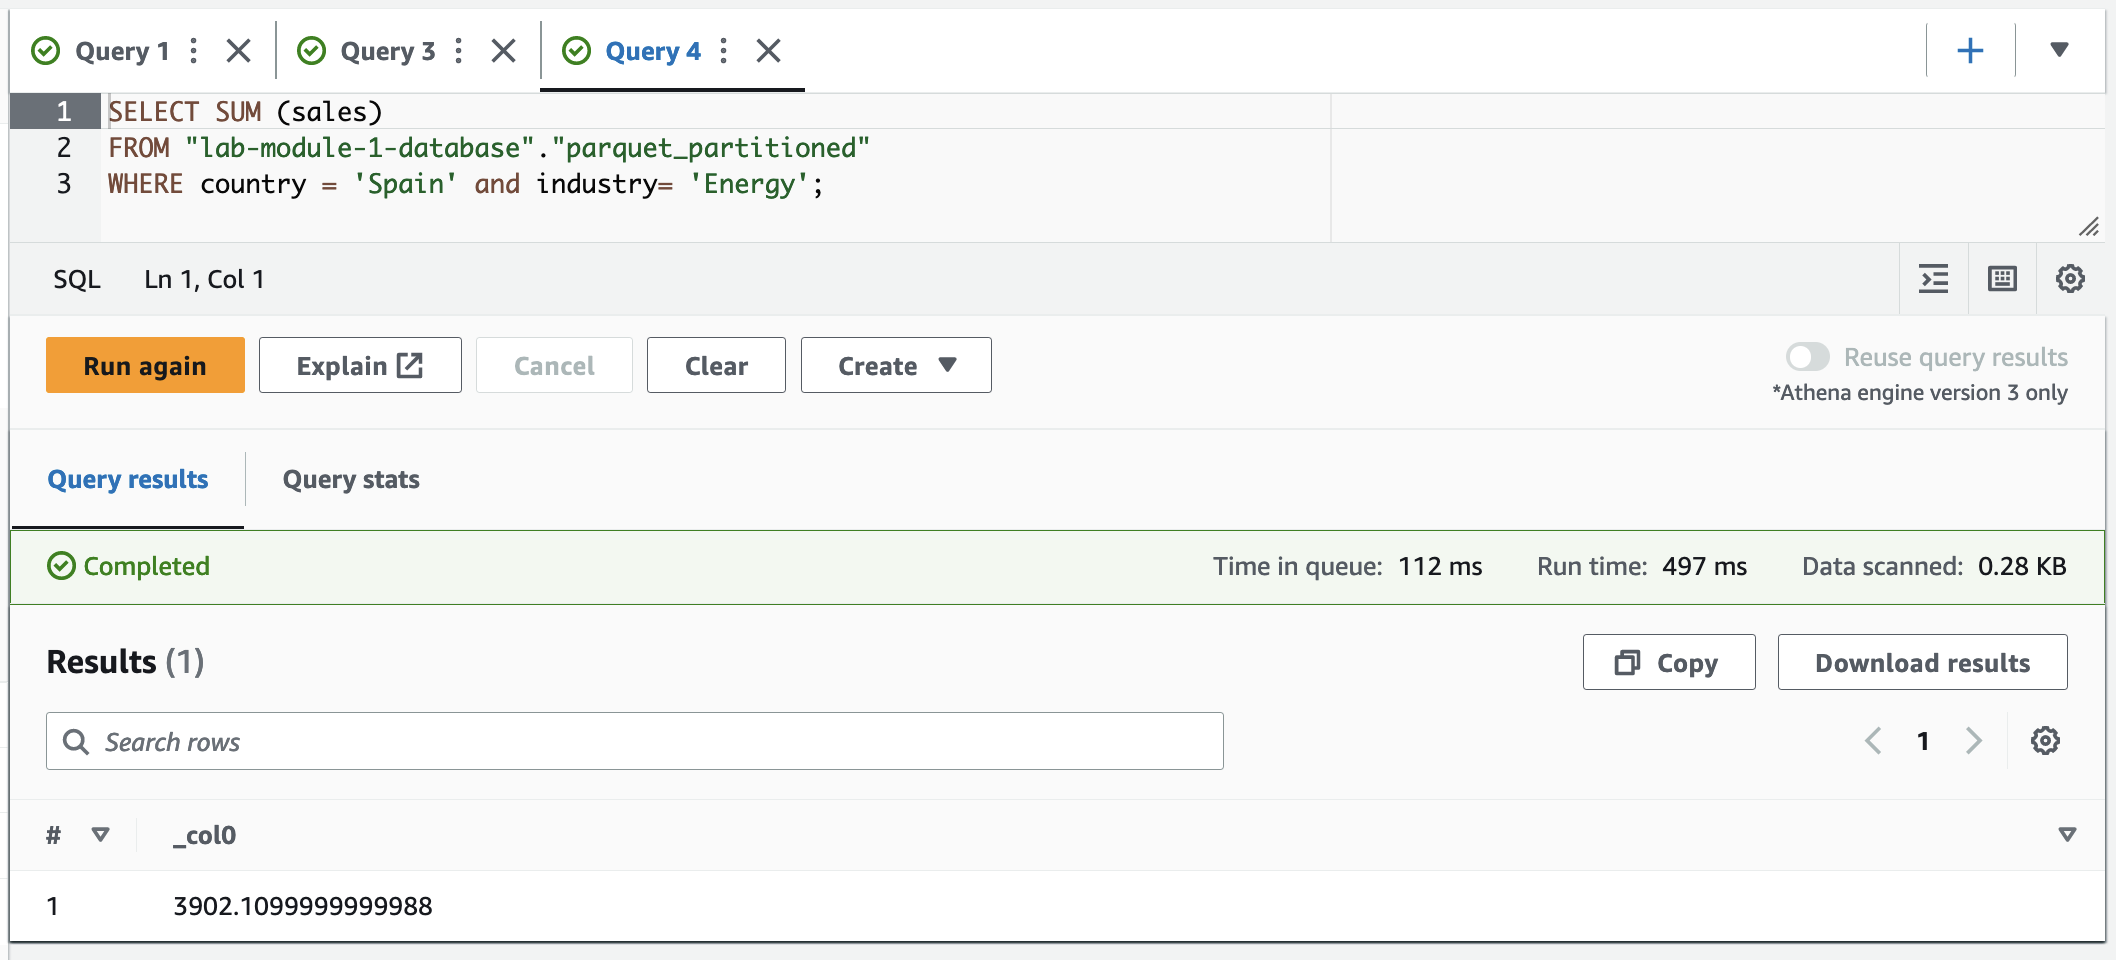 Query 1
Query 3
Query 4
1 SELECT SUM (sales)
2 FROM "lab-module-1-database"."parquet_partitioned"
3 WHERE country = 'Spain' and industry= 'Energy';
SQL Ln 1, Col 1
Run again Explain Cancel Clear Create
Reuse query results
*Athena engine version 3 only
Query results Query stats
Completed Time in queue: 112 ms Run time: 497 ms Data scanned: 0.28 KB
Results (1) Copy Download results
Search rows 1
# _col0
1 3902.1099999999988